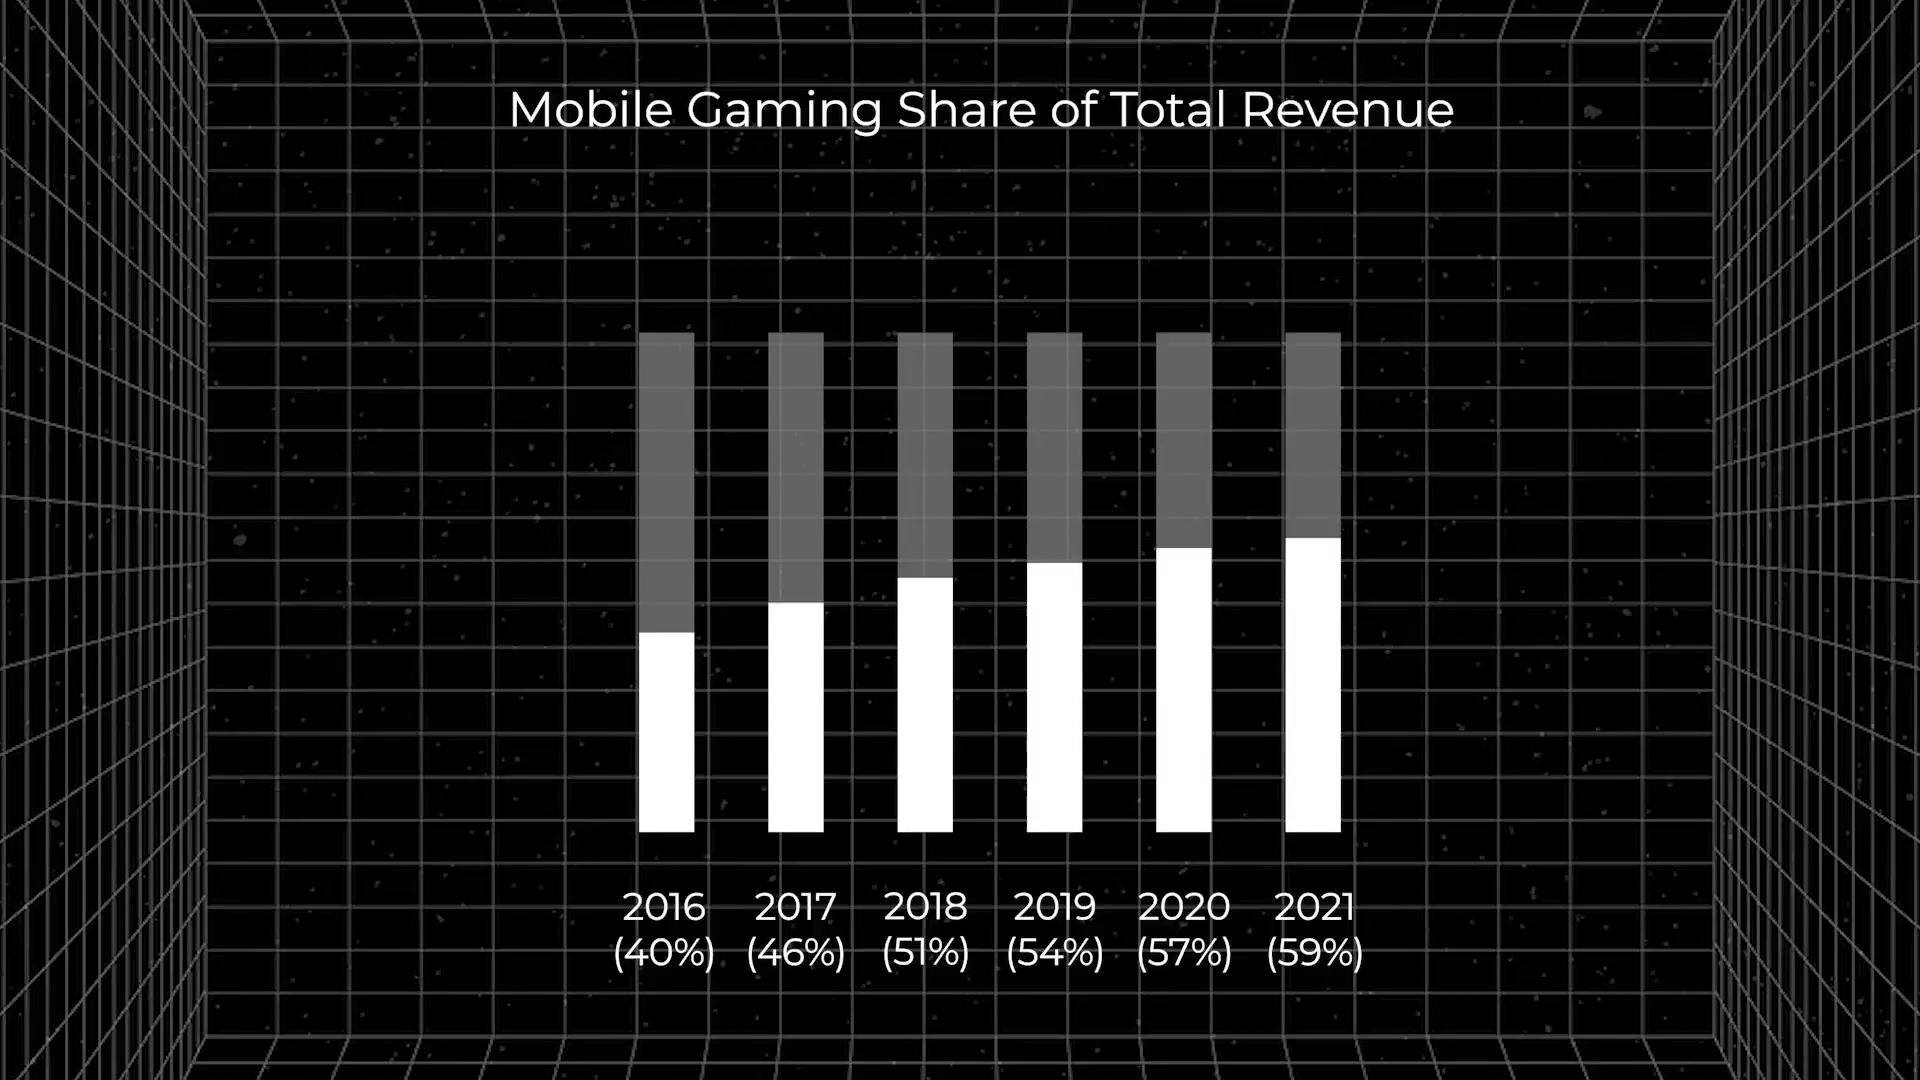 Mobile Gaming Share of Total Revenue
2016 2017 2018 2019 2020 2021
(40%) (46%) (51%) (54%) (57%) (59%)